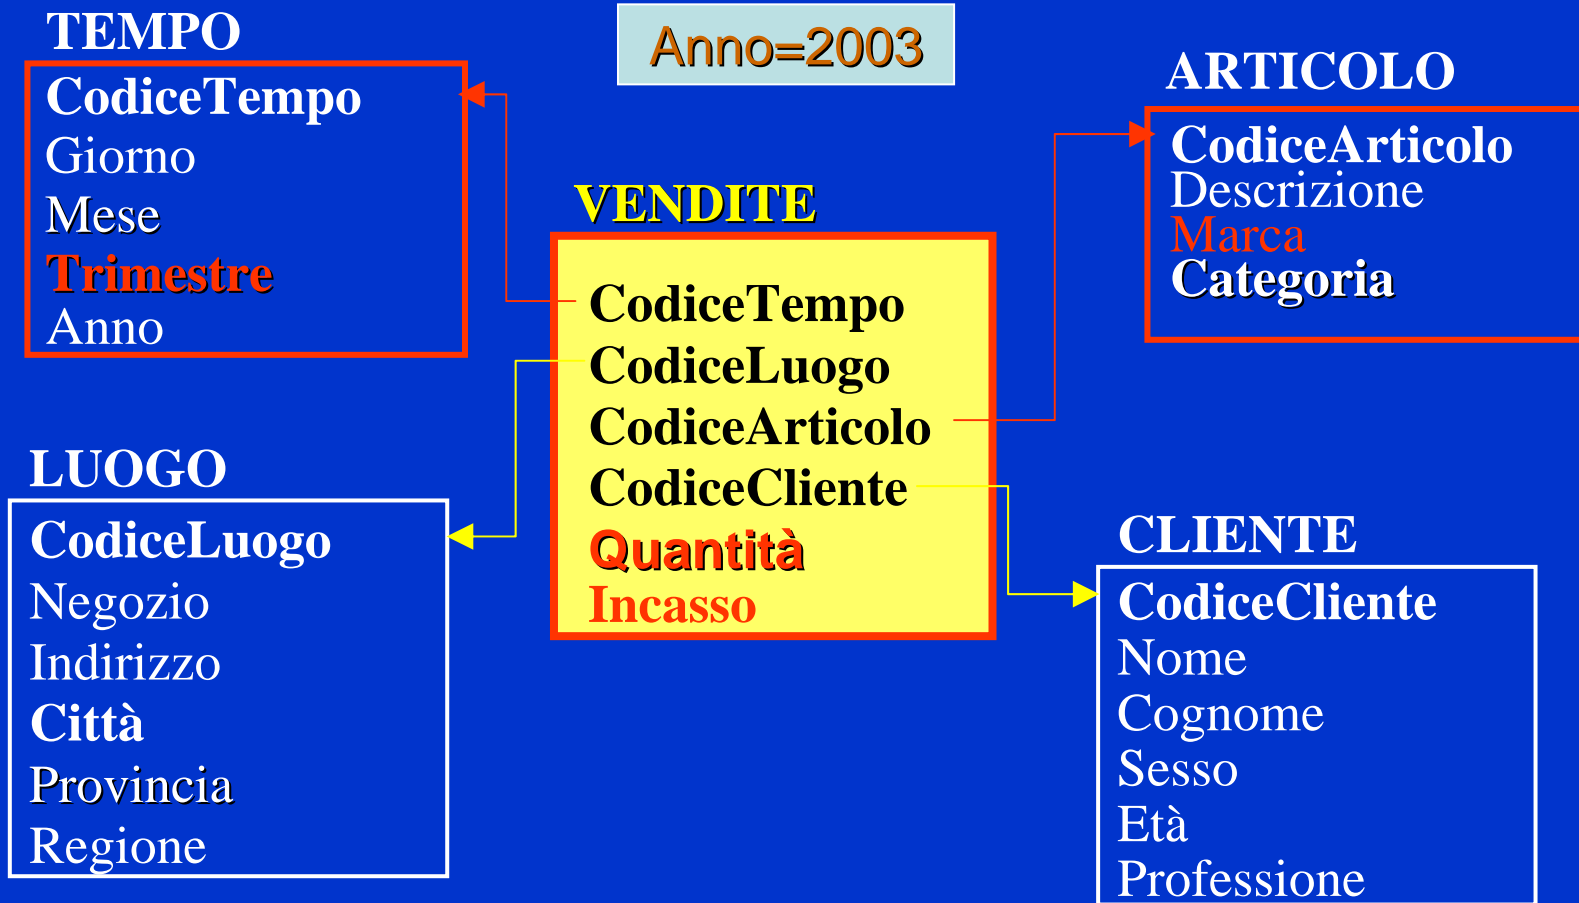 TEMPO
CodiceTempo
Giorno
Mese
Trimestre
Anno
Anno=2003
ARTICOLO
CodiceArticolo
Descrizione
Marca
Categoria
VENDITE
CodiceTempo
CodiceLuogo
CodiceArticolo
CodiceCliente
Quantità
Incasso
LUOGO
CodiceLuogo
Negozio
Indirizzo
Città
Provincia
Regione
CLIENTE
CodiceCliente
Nome
Cognome
Sesso
Età
Professione